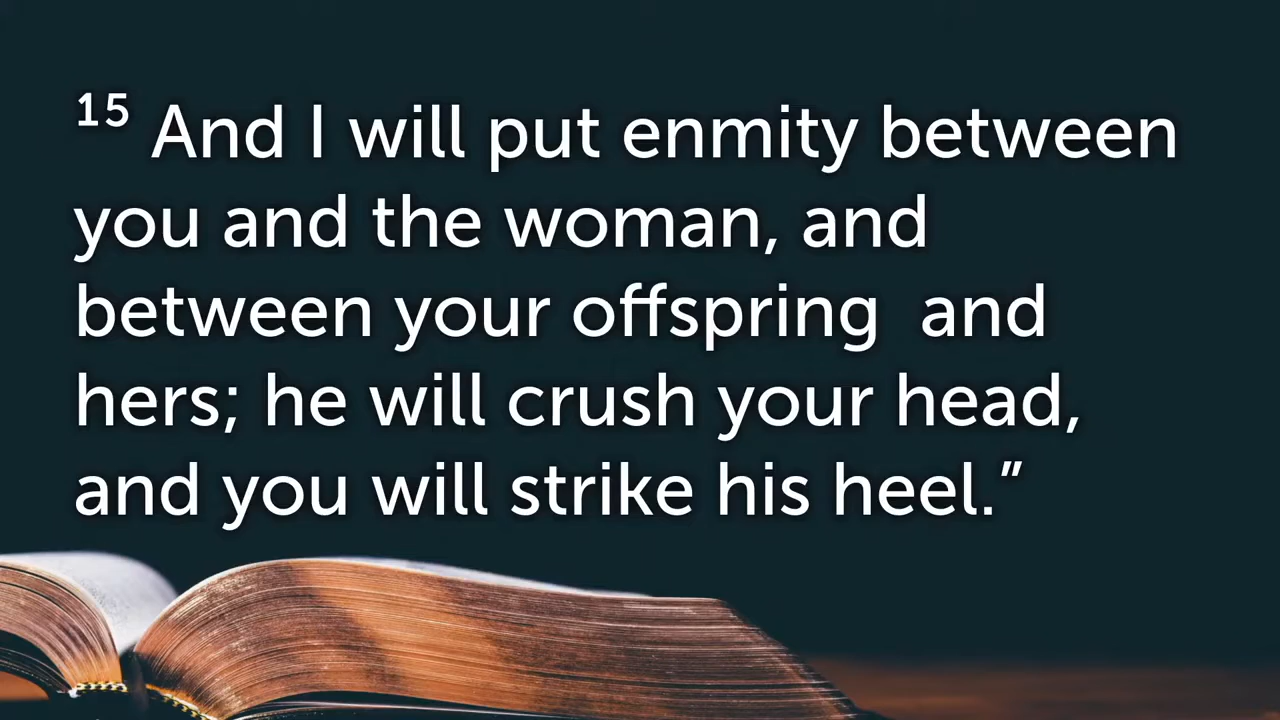 15 And I will put enmity between
you and the woman, and
between your offspring  and
hers; he will crush your head,
and you will strike his heel.”